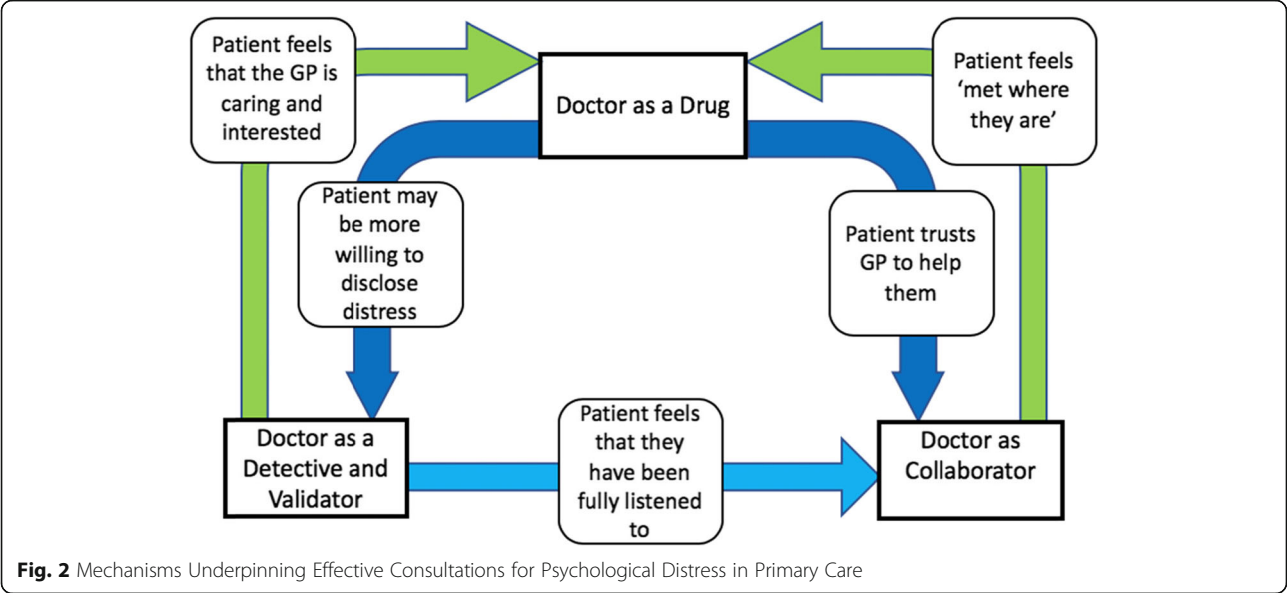 Patient feels
that the GP is
caring and
interested
Doctor as a Drug
Patient feels
‘met where
they are’
Patient may
be more
willing to
disclose
distress
Patient trusts
GP to help
them
Doctor as a
Detective and
Validator
Patient feels
that they
have been
fully listened
to
Doctor as
Collaborator
Fig. 2 Mechanisms Underpinning Effective Consultations for Psychological Distress in Primary Care